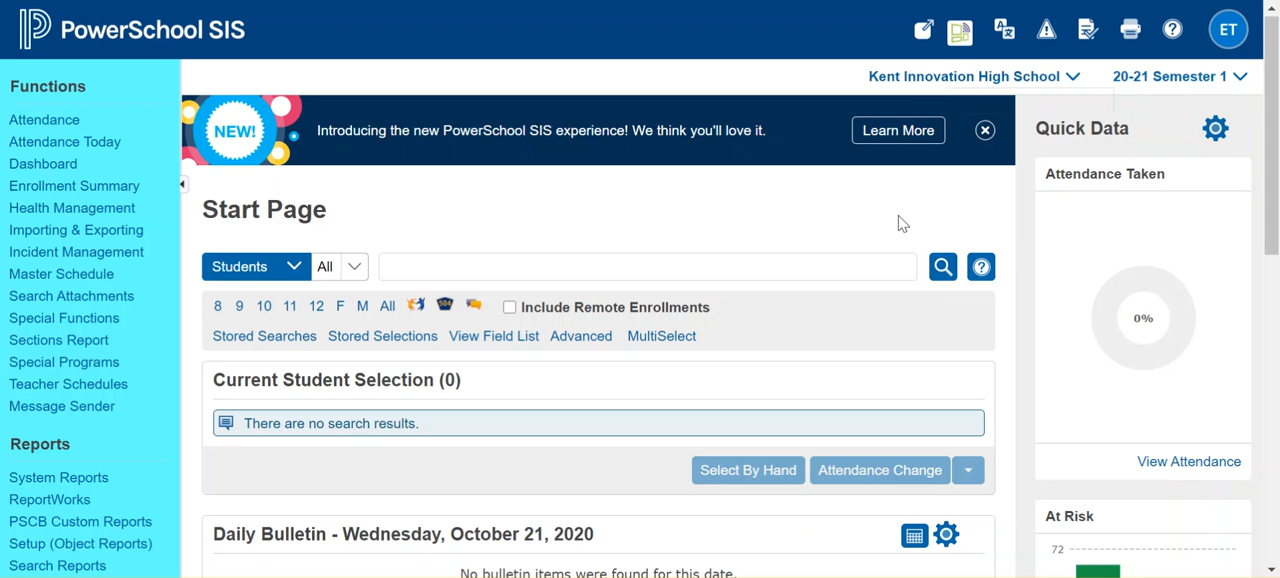 PowerSchool SIS
ET
Kent Innovation High School
20-21 Semester 1
Functions
Attendance
Attendance Today
Dashboard
Enrollment Summary
Health Management
Importing & Exporting
Incident Management
Master Schedule
Search Attachments
Special Functions
Sections Report
Special Programs
Teacher Schedules
Message Sender
Reports
System Reports
ReportWorks
PSCB Custom Reports
Setup (Object Reports)
Search Reports
NEW!
Introducing the new PowerSchool SIS experience! We think you'll love it.
Learn More
Start Page
Students All
8 9 10 11 12 F M All 504 Include Remote Enrollments
Stored Searches Stored Selections View Field List Advanced MultiSelect
Current Student Selection (0)
There are no search results.
Select By Hand Attendance Change
Daily Bulletin - Wednesday, October 21, 2020
No bulletin items were found for this date.
Quick Data
Attendance Taken
0%
View Attendance
At Risk
72